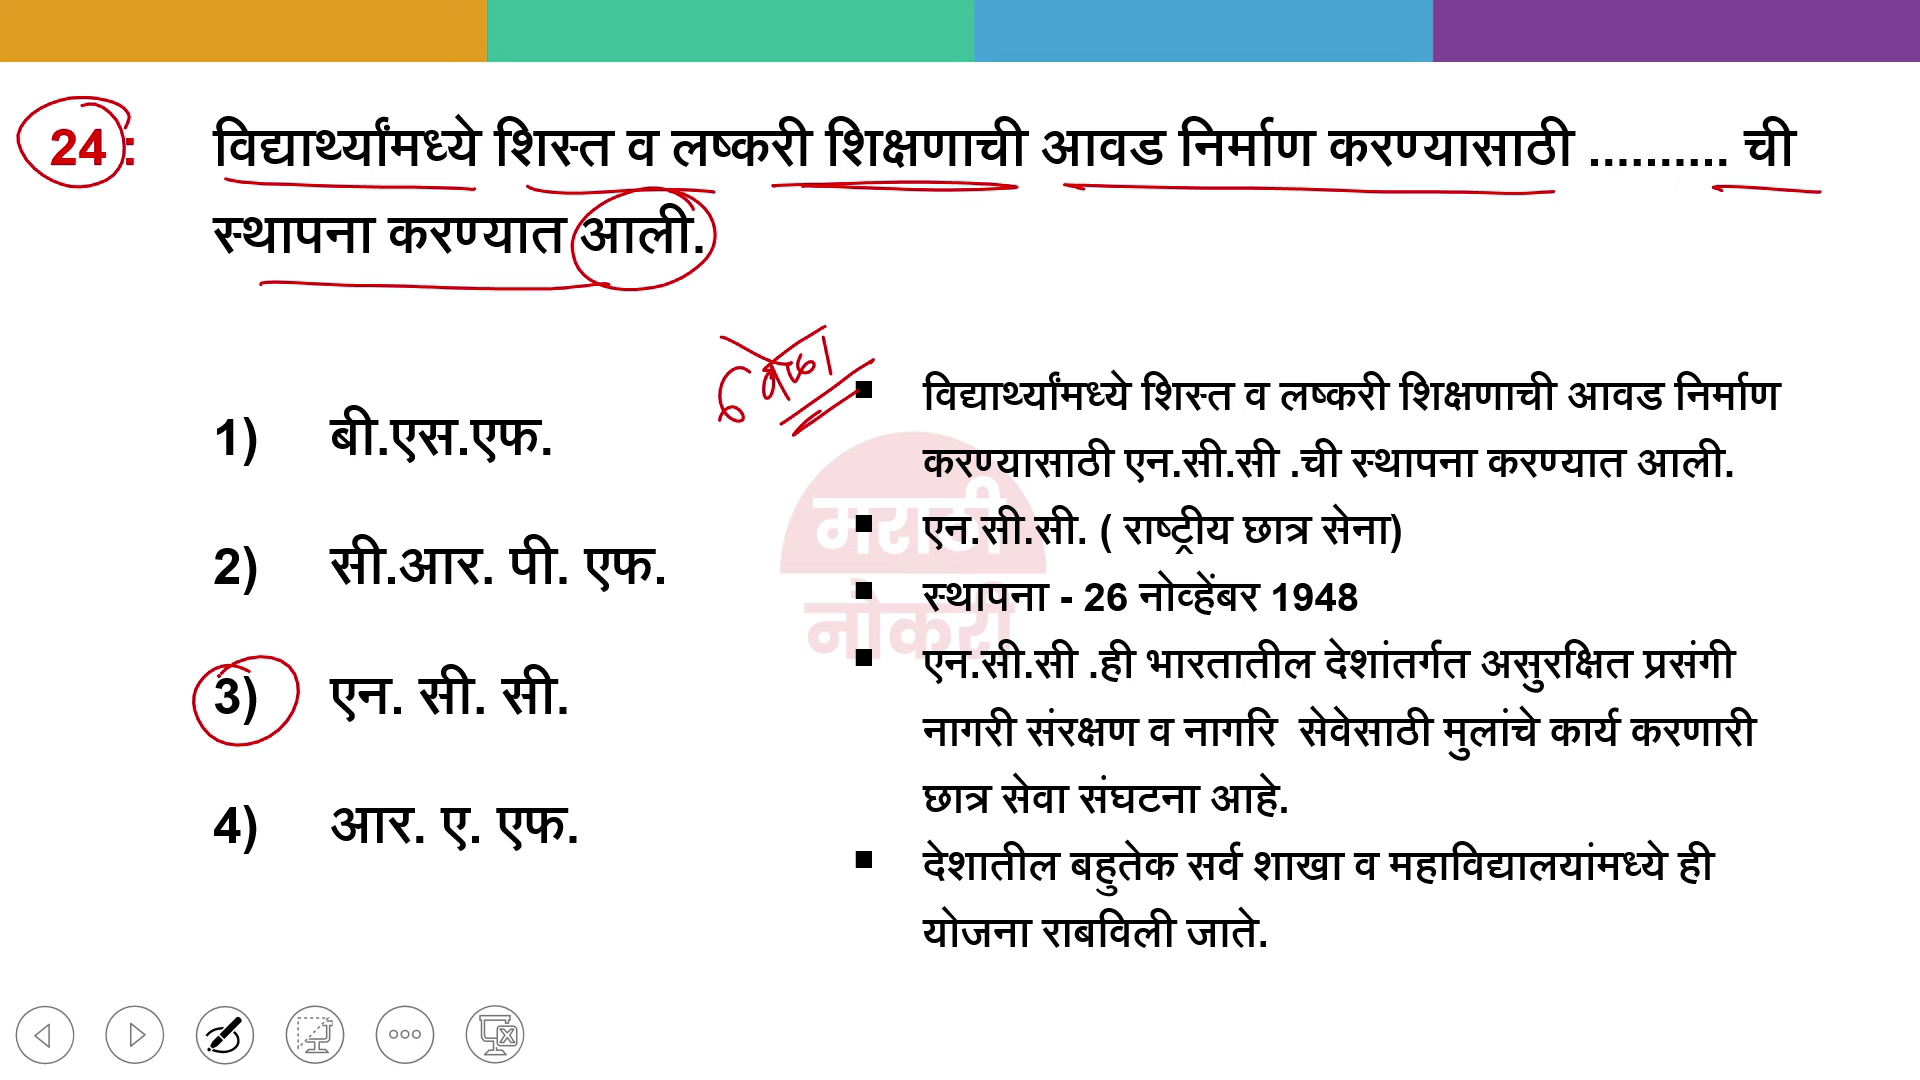 24 :
विद्यार्थ्यांमध्ये शिस्त व लष्करी शिक्षणाची आवड निर्माण करण्यासाठी .......... ची
स्थापना करण्यात आली.
1) बी.एस.एफ.
2) सी.आर. पी. एफ.
3) एन. सी. सी.
4) आर. ए. एफ.
विद्यार्थ्यांमध्ये शिस्त व लष्करी शिक्षणाची आवड निर्माण
करण्यासाठी एन.सी.सी .ची स्थापना करण्यात आली.
एन.सी.सी. ( राष्ट्रीय छात्र सेना)
स्थापना - 26 नोव्हेंबर 1948
एन.सी.सी .ही भारतातील देशांतर्गत असुरक्षित प्रसंगी
नागरी संरक्षण व नागरि सेवेसाठी मुलांचे कार्य करणारी
छात्र सेवा संघटना आहे.
देशातील बहुतेक सर्व शाखा व महाविद्यालयांमध्ये ही
योजना राबविली जाते.
मराठी
नोकरी